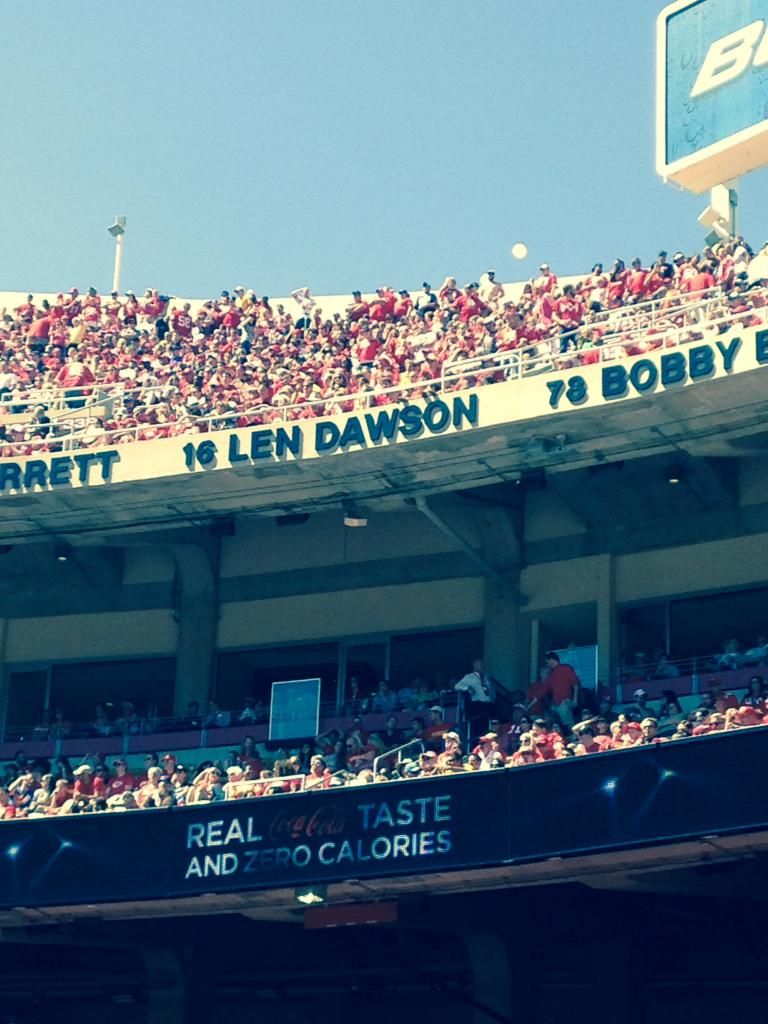 RRETT 16 LEN DAWSON 78 BOBBY B
REAL Coca-Cola TASTE
AND ZERO CALORIES